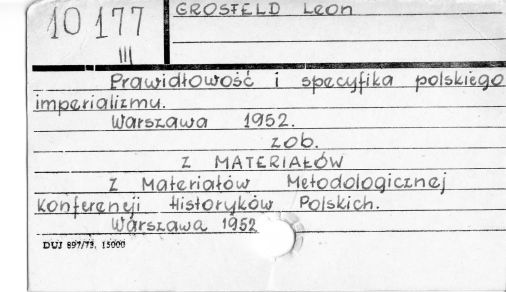 10 177
III
GROSFELD Leon
Prawidłowość i specyfika polskiego
imperializmu.
Warszawa 1952.
zob.
Z MATERIAŁÓW
Z Materiałów Metodologicznej
Konferencji Historyków Polskich.
Warszawa 1952
DUJ 897/73. 15000